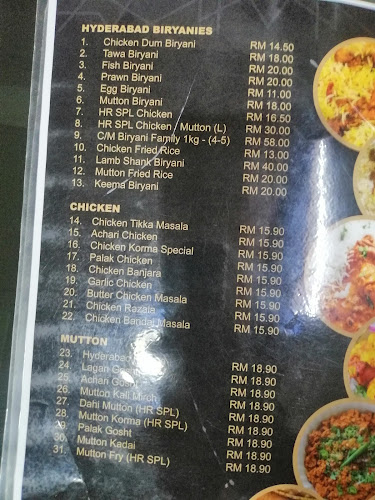 HYDERABAD BIRYANIES
1. Chicken Dum Biryani RM 14.50
2. Tawa Biryani RM 18.00
3. Fish Biryani RM 20.00
4. Prawn Biryani RM 20.00
5. Egg Biryani RM 11.00
6. Mutton Biryani RM 18.00
7. HR SPL Chicken RM 16.50
8. HR SPL Chicken / Mutton (L) RM 30.00
9. C/M Biryani Family 1kg - (4-5) RM 58.00
10. Chicken Fried Rice RM 13.00
11. Lamb Shank Biryani RM 40.00
12. Mutton Fried Rice RM 20.00
13. Keema Biryani RM 20.00
CHICKEN
14. Chicken Tikka Masala RM 15.90
15. Achari Chicken RM 15.90
16. Chicken Korma Special RM 15.90
17. Palak Chicken RM 15.90
18. Chicken Banjara RM 15.90
19. Garlic Chicken RM 15.90
20. Butter Chicken Masala RM 15.90
21. Chicken Razala RM 15.90
22. Chicken Bandai Masala RM 15.90
MUTTON
23. Hyderabad RM 18.90
24. Lagan RM 18.90
25. Achari RM 18.90
26. Mutton Kali Mirch RM 18.90
27. Dahi Mutton (HR SPL) RM 18.90
28. Mutton Korma (HR SPL) RM 18.90
29. Palak Gosht RM 18.90
30. Mutton Kadai RM 18.90
31. Mutton Fry (HR SPL) RM 18.90